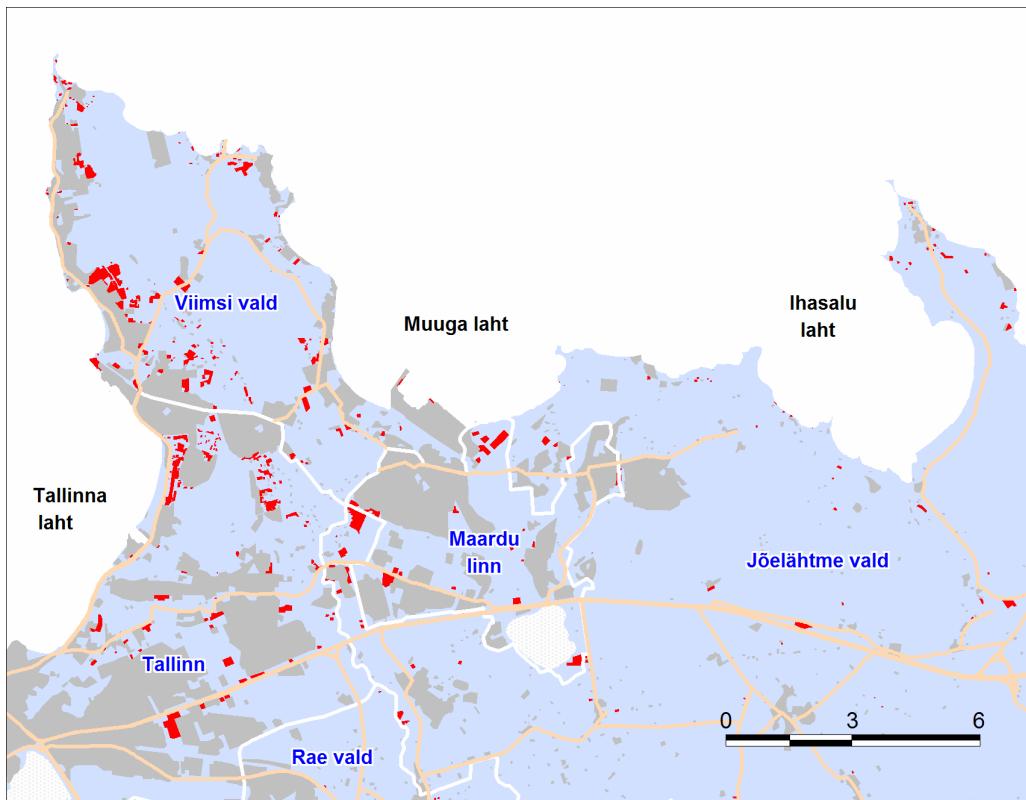 Viimsi vald
Muuga laht
Ihasalu
laht
Tallinna
laht
Maardu
linn
Jõelähtme vald
Tallinn
Rae vald
0 3 6